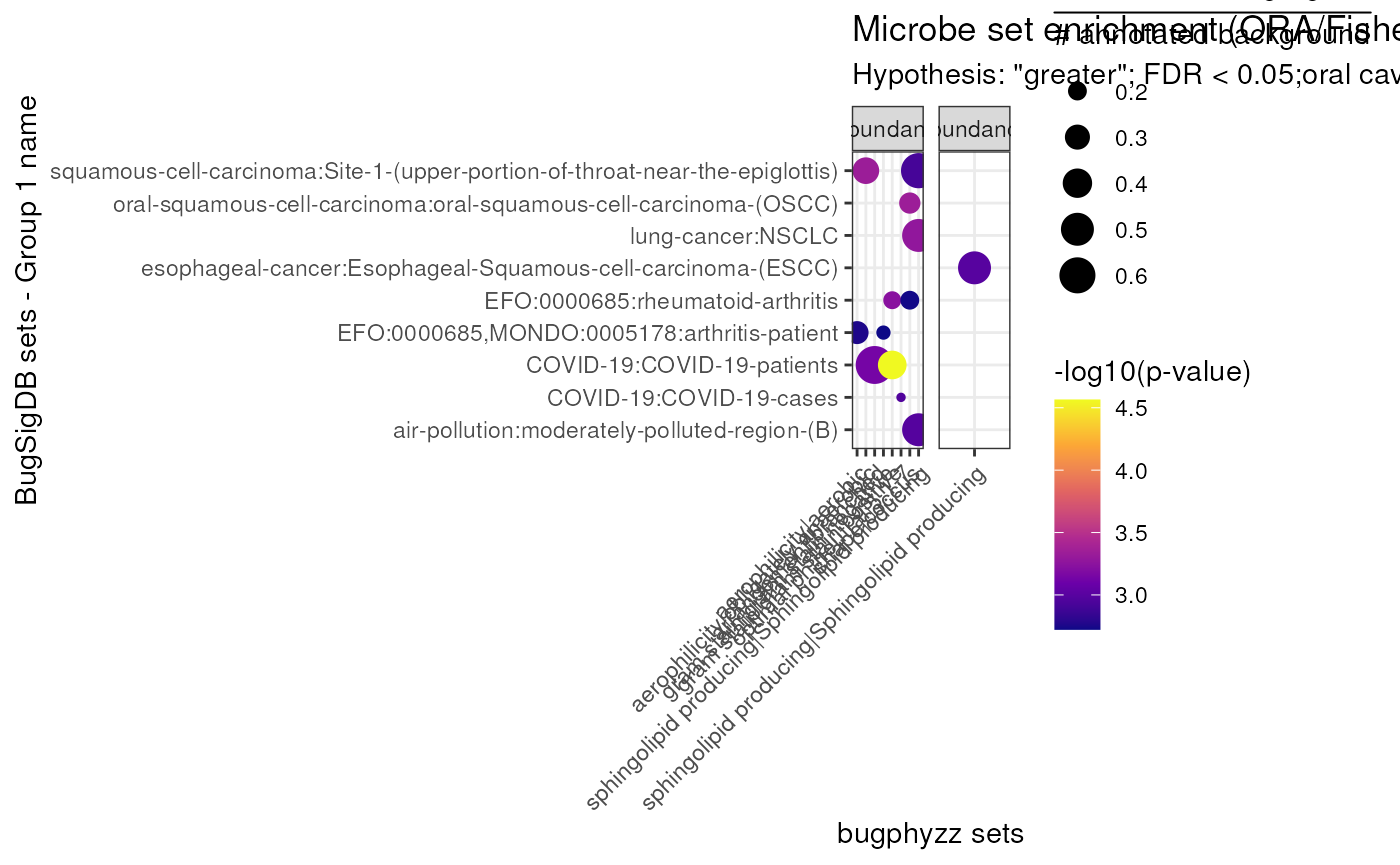 Microbe set enrichment (ORA/Fishe
# annotated background
Hypothesis: "greater"; FDR < 0.05;oral cav
BugSigDB sets - Group 1 name
squamous-cell-carcinoma:Site-1-(upper-portion-of-throat-near-the-epiglottis)
oral-squamous-cell-carcinoma:oral-squamous-cell-carcinoma-(OSCC)
lung-cancer:NSCLC
esophageal-cancer:Esophageal-Squamous-cell-carcinoma-(ESCC)
EFO:0000685:rheumatoid-arthritis
EFO:0000685,MONDO:0005178:arthritis-patient
COVID-19:COVID-19-patients
COVID-19:COVID-19-cases
air-pollution:moderately-polluted-region-(B)
sphingolipid producing|Sphingolipid producing
sphingolipid producing|Sphingolipid producing
bugphyzz sets
0.2
0.3
0.4
0.5
0.6
-log10(p-value)
4.5
4.0
3.5
3.0